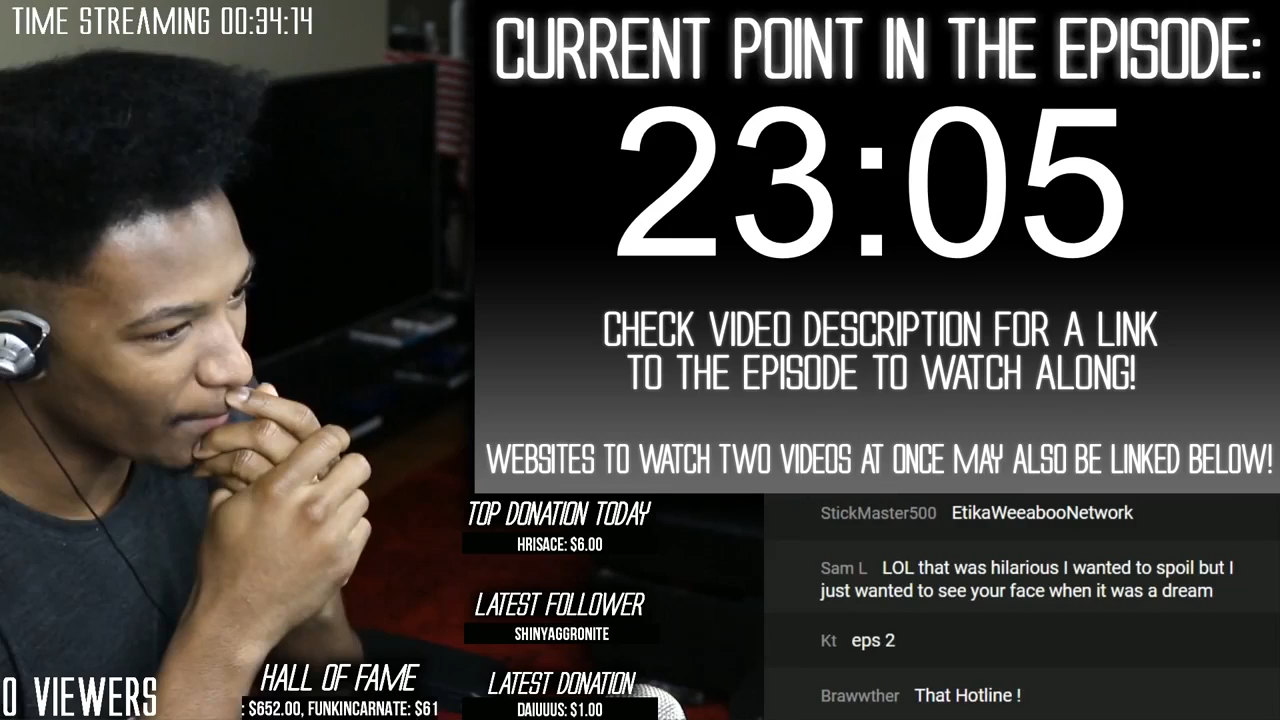 TIME STREAMING 00:34:14
CURRENT POINT IN THE EPISODE:
23:05
CHECK VIDEO DESCRIPTION FOR A LINK
TO THE EPISODE TO WATCH ALONG!
WEBSITES TO WATCH TWO VIDEOS AT ONCE MAY ALSO BE LINKED BELOW!
TOP DONATION TODAY
HRISACE: $6.00
LATEST FOLLOWER
SHINYAGGRONITE
LATEST DONATION
DAIUUUS: $1.00
HALL OF FAME
: $652.00, FUNKINCARNATE: $61
0 VIEWERS
StickMaster500 EtikaWeeabooNetwork
Sam L LOL that was hilarious I wanted to spoil but I
just wanted to see your face when it was a dream
Kt eps 2
Brawwther That Hotline !